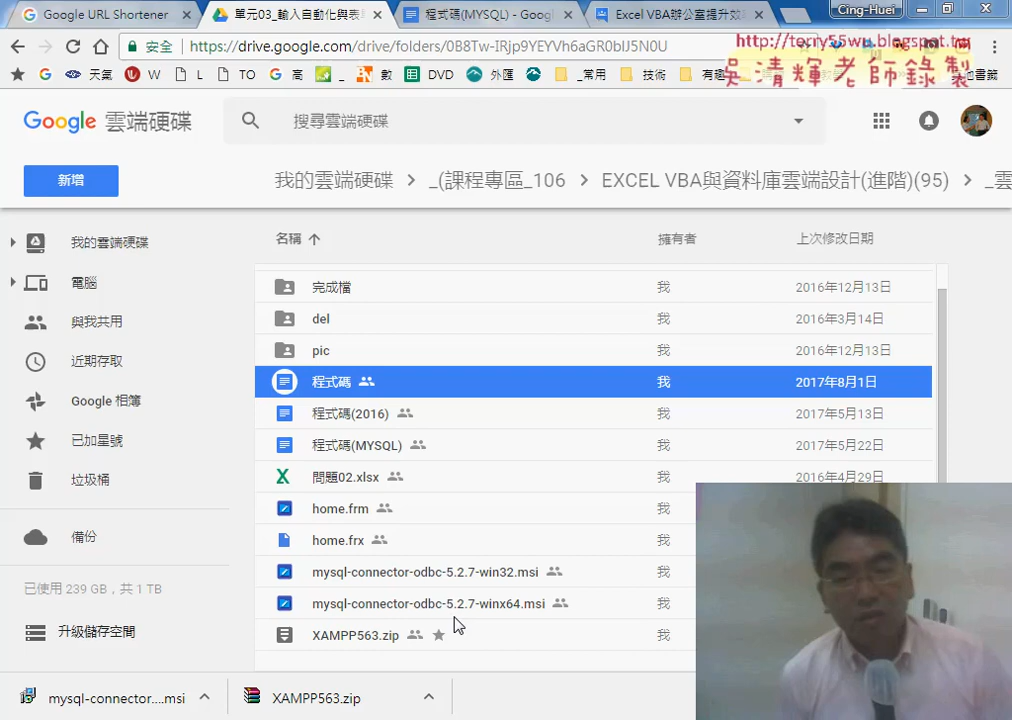 Google URL Shortener
單元03_輸入自動化與表
程式碼(MYSQL) - Goog
Excel VBA辦公室提升效
Cing-Huei
安全
https://drive.google.com/drive/folders/0B8Tw-IRjp9YEYVh6aGR0blJ5N0U
http://terry55wu.blogspot.tw
吳清輝老師錄製
天氣
W
L
TO
高
_
數
DVD
外匯
_常用
技術
有趣
其他書籤
Google 雲端硬碟
搜尋雲端硬碟
新增
我的雲端硬碟 > _(課程專區_106 > EXCEL VBA與資料庫雲端設計(進階)(95) > _雲
我的雲端硬碟
電腦
與我共用
近期存取
Google 相簿
已加星號
垃圾桶
備份
已使用 239 GB，共 1 TB
升級儲存空間
名稱 擁有者 上次修改日期
完成檔 我 2016年12月13日
del 我 2016年3月14日
pic 我 2016年12月13日
程式碼 我 2017年8月1日
程式碼(2016) 我 2017年5月13日
程式碼(MYSQL) 我 2017年5月22日
問題02.xlsx 我 2016年4月29日
home.frm 我
home.frx 我
mysql-connector-odbc-5.2.7-win32.msi 我
mysql-connector-odbc-5.2.7-winx64.msi 我
XAMPP563.zip 我
mysql-connector....msi
XAMPP563.zip